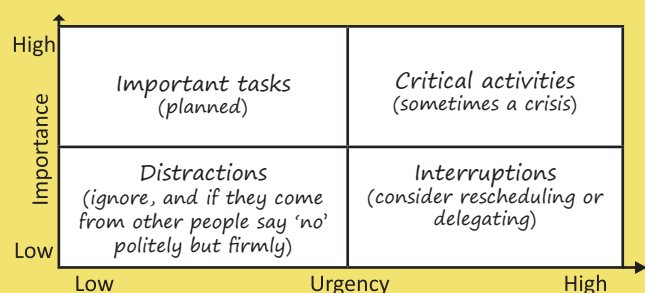 High
Important tasks
(planned)
Critical activities
(sometimes a crisis)
Importance
Distractions
(ignore, and if they come
from other people say ‘no’
politely but firmly)
Interruptions
(consider rescheduling or
delegating)
Low
Low
Urgency
High